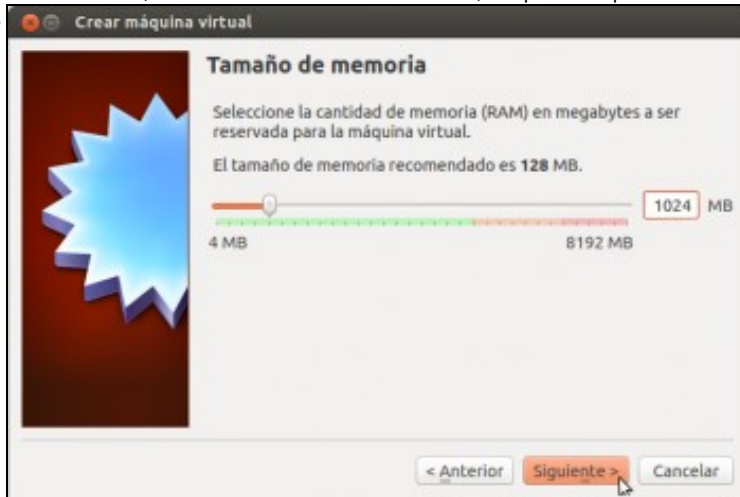 Crear máquina virtual
Tamaño de memoria
Seleccione la cantidad de memoria (RAM) en megabytes a ser
reservada para la máquina virtual.
El tamaño de memoria recomendado es 128 MB.
1024 MB
4 MB 8192 MB
< Anterior Siguiente > Cancelar